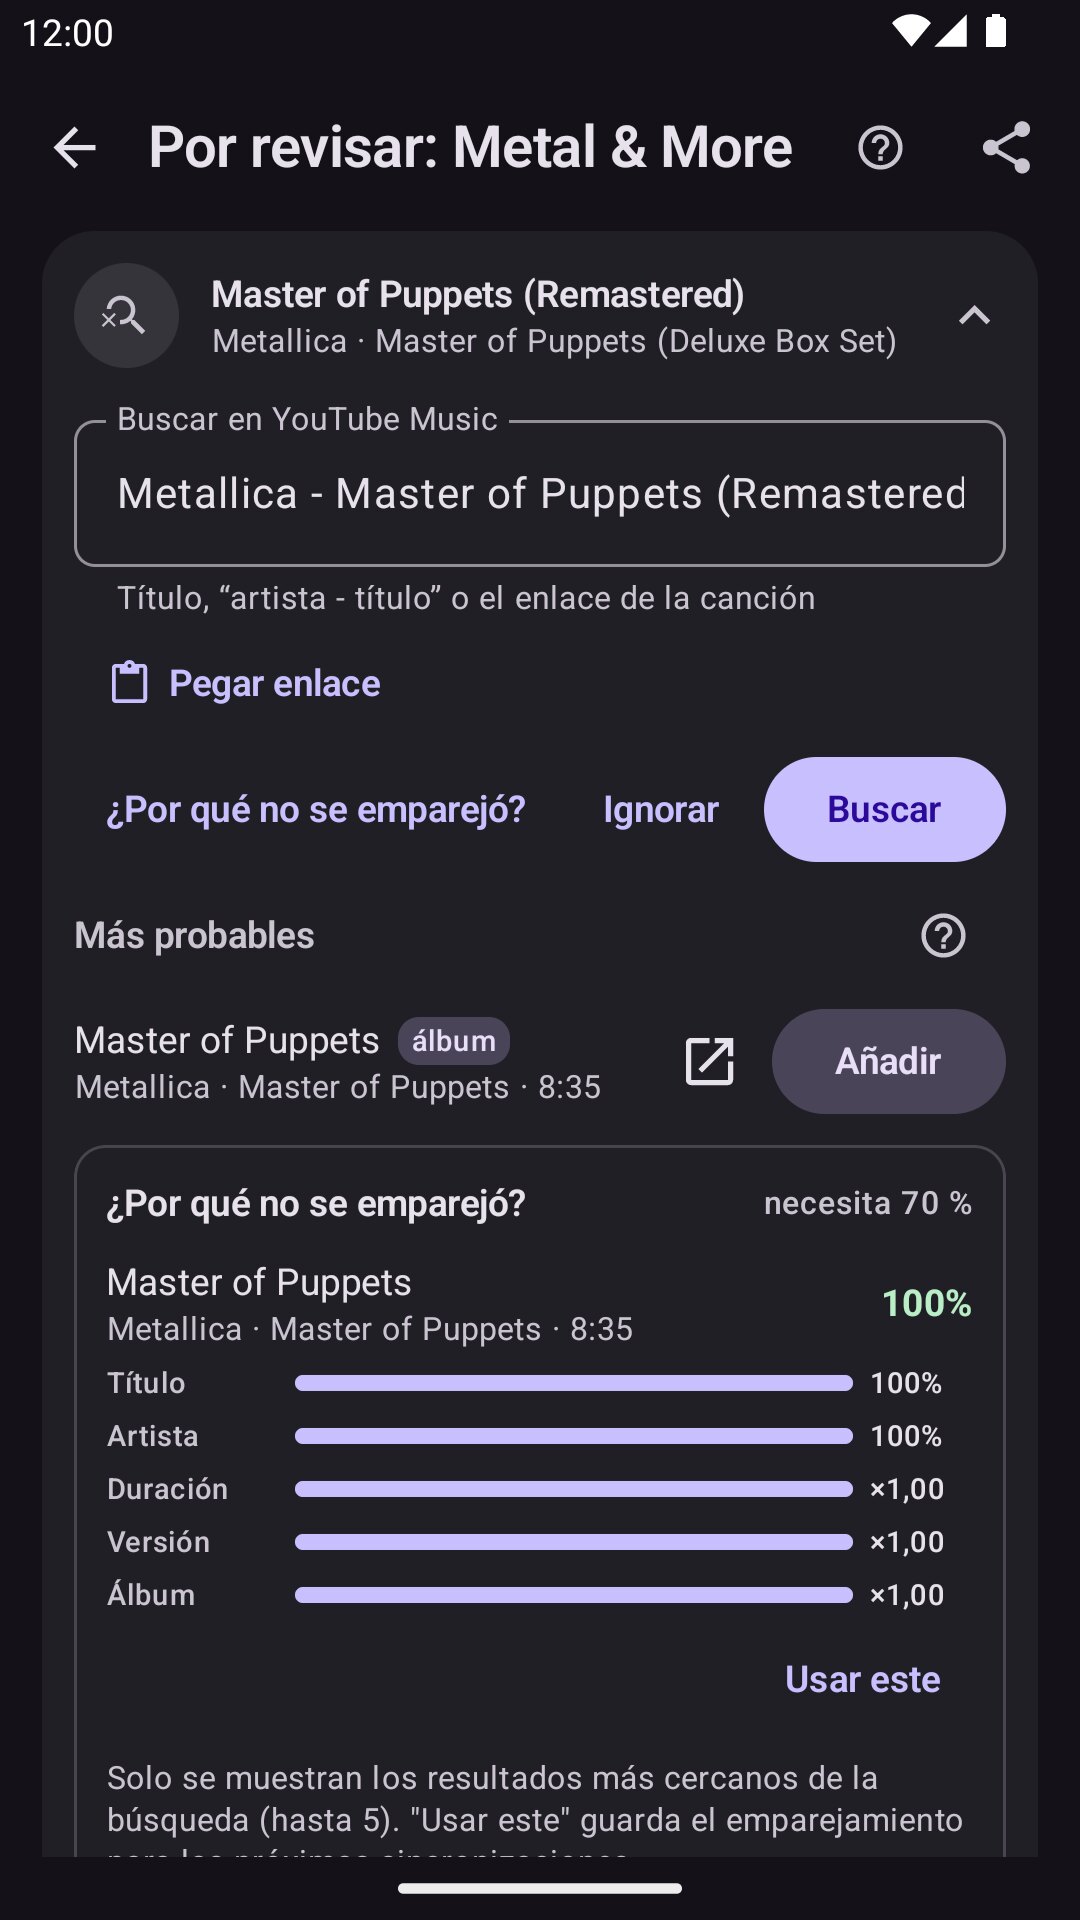 12:00
Por revisar: Metal & More
Master of Puppets (Remastered)
Metallica · Master of Puppets (Deluxe Box Set)
Buscar en YouTube Music
Metallica - Master of Puppets (Remastered
Título, “artista - título” o el enlace de la canción
Pegar enlace
¿Por qué no se emparejó?
Ignorar
Buscar
Más probables
Master of Puppets álbum
Metallica · Master of Puppets · 8:35
Añadir
¿Por qué no se emparejó?
necesita 70 %
Master of Puppets
Metallica · Master of Puppets · 8:35
100%
Título 100%
Artista 100%
Duración ×1,00
Versión ×1,00
Álbum ×1,00
Usar este
Solo se muestran los resultados más cercanos de la
búsqueda (hasta 5). "Usar este" guarda el emparejamiento